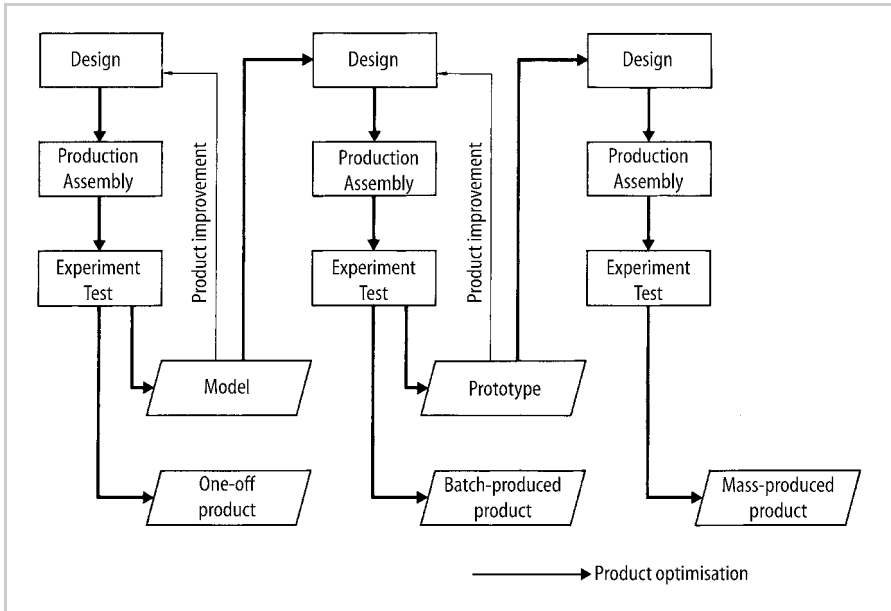 Design
Production
Assembly
Experiment
Test
Product improvement
Model
One-off
product
Design
Production
Assembly
Experiment
Test
Product improvement
Prototype
Batch-produced
product
Design
Production
Assembly
Experiment
Test
Mass-produced
product
Product optimisation